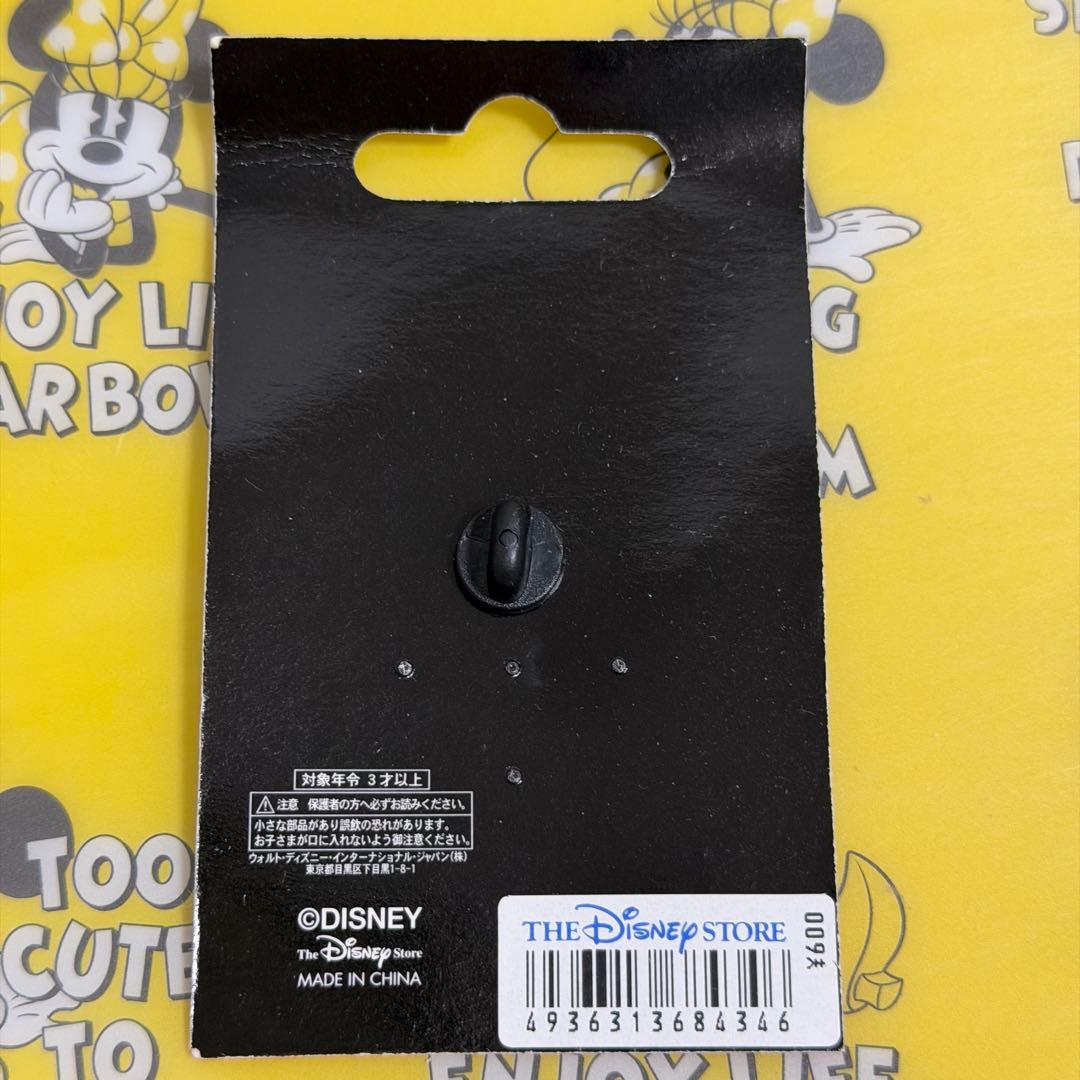 OY LI
AR BOW
G
M
対象年令 3才以上
⚠注意 保護者の方へ必ずお読みください。
小さな部品があり誤飲の恐れがあります。
お子さまが口に入れないよう御注意ください。
ウォルト・ディズニー・インターナショナル・ジャパン(株)
東京都目黒区下目黒1-8-1
©DISNEY
The Disney Store
MADE IN CHINA
THE Disney STORE
4936313684346
TOO
CUTE
TO
ENJOY LIFE